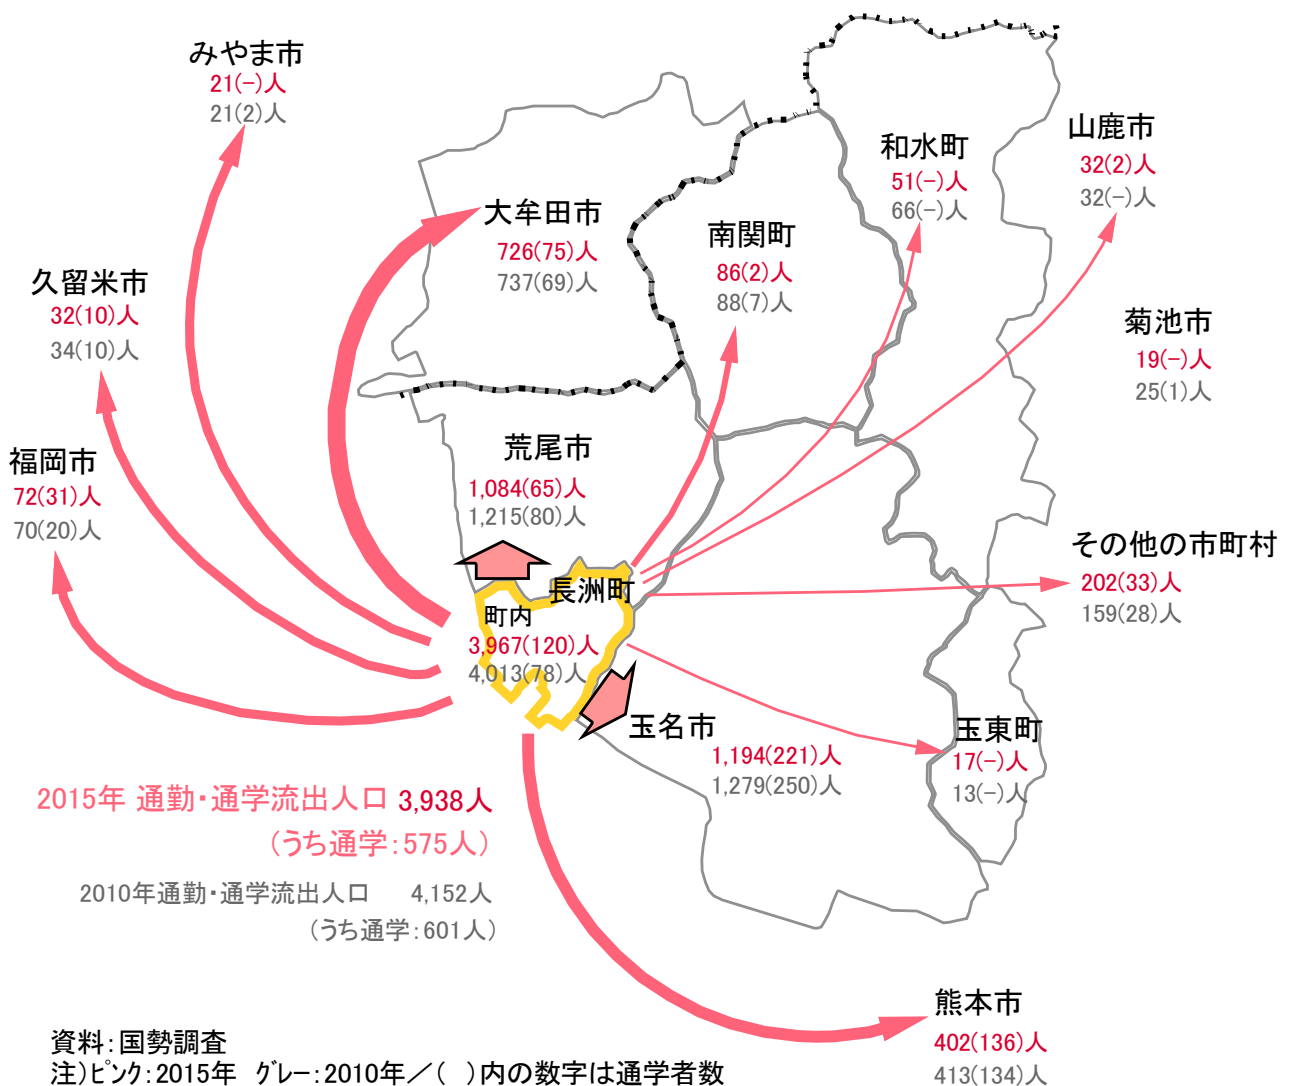 みやま市
21(-)人
21(2)人
大牟田市
726(75)人
737(69)人
久留米市
32(10)人
34(10)人
福岡市
72(31)人
70(20)人
荒尾市
1,084(65)人
1,215(80)人
南関町
86(2)人
88(7)人
和水町
51(-)人
66(-)人
山鹿市
32(2)人
32(-)人
菊池市
19(-)人
25(1)人
その他の市町村
202(33)人
159(28)人
長洲町
町内
3,967(120)人
4,013(78)人
玉名市
1,194(221)人
1,279(250)人
玉東町
17(-)人
13(-)人
2015年 通勤・通学流出人口 3,938人
(うち通学:575人)
2010年通勤・通学流出人口 4,152人
(うち通学:601人)
熊本市
402(136)人
413(134)人
資料:国勢調査
注)ピンク:2015年 グレー:2010年/( )内の数字は通学者数